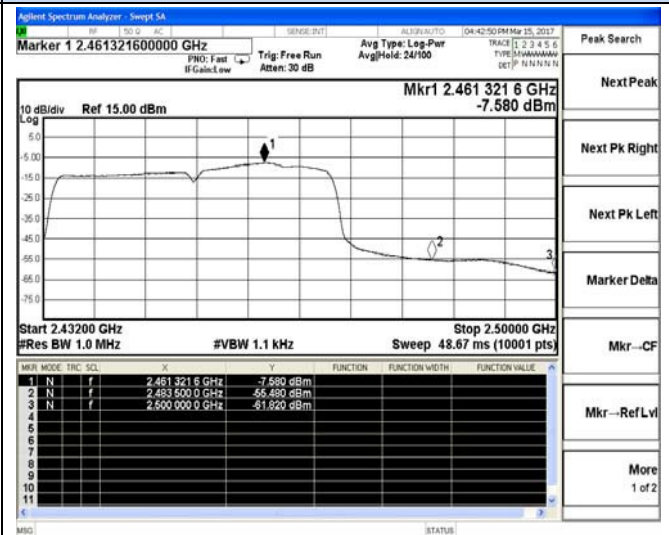 Agilent Spectrum Analyzer - Swept SA
RF 50 Ω AC SENSE:INT ALIGNAUTO 04:42:50 PM Mar 15, 2017
Marker 1 2.461321600000 GHz
PNO: Fast
IFGain:Low
Trig: Free Run
Atten: 30 dB
Avg Type: Log-Pwr
Avg|Hold: 24/100
TRACE 1 2 3 4 5 6
TYPE
DET P N N N N N
Mkr1 2.461 321 6 GHz
-7.580 dBm
10 dB/div Ref 15.00 dBm
Log
5.0
-5.00
-15.0
-25.0
-35.0
-45.0
-55.0
-65.0
-75.0
1
2
3
Start 2.43200 GHz Stop 2.50000 GHz
#Res BW 1.0 MHz #VBW 1.1 kHz Sweep 48.67 ms (10001 pts)
MKR MODE TRC SCL X Y FUNCTION FUNCTION WIDTH FUNCTION VALUE
1 N f 2.461 321 6 GHz -7.580 dBm
2 N f 2.483 500 0 GHz -55.480 dBm
3 N f 2.500 000 0 GHz -61.820 dBm
4
5
6
7
8
9
10
11
MSG STATUS
Peak Search
Next Peak
Next Pk Right
Next Pk Left
Marker Delta
Mkr→CF
Mkr→Ref Lvl
More
1 of 2